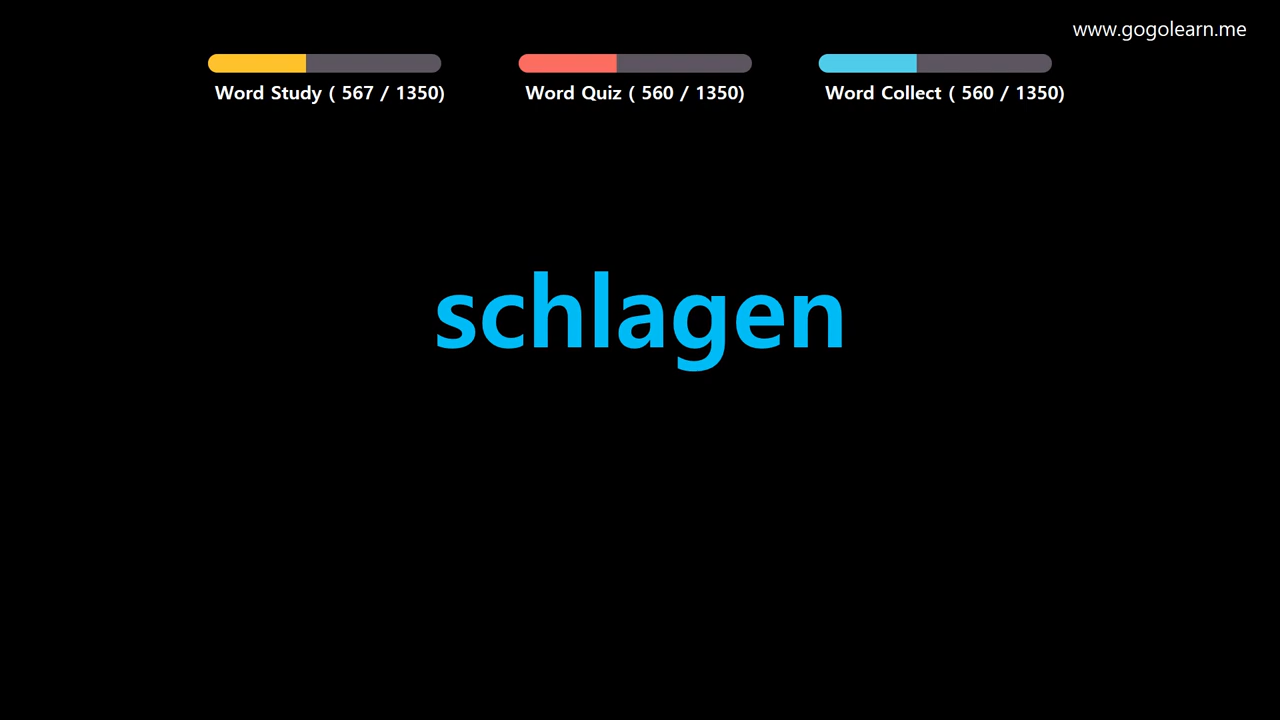 www.gogolearn.me
Word Study ( 567 / 1350)
Word Quiz ( 560 / 1350)
Word Collect ( 560 / 1350)
schlagen